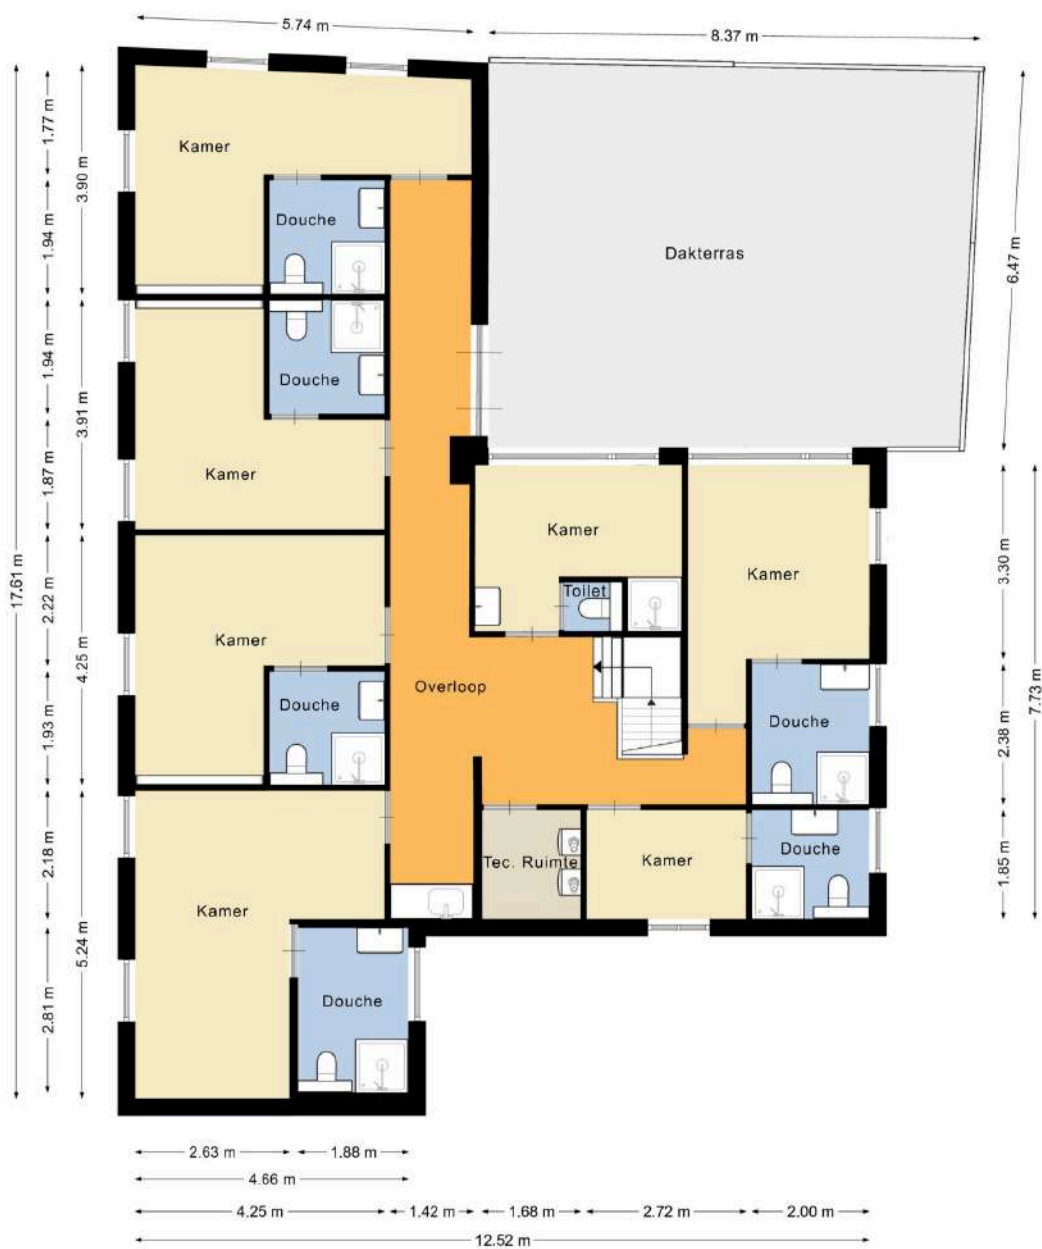 5.74 m
8.37 m
17.61 m
1.77 m
3.90 m
1.94 m
1.94 m
3.91 m
1.87 m
2.22 m
4.25 m
1.93 m
2.18 m
5.24 m
2.81 m
Kamer
Douche
Dakterras
6.47 m
Douche
Kamer
Kamer
Kamer
Toilet
Kamer
Overloop
Douche
Douche
3.30 m
7.73 m
2.38 m
1.85 m
Tec. Ruimte
Kamer
Douche
Kamer
Douche
2.63 m
1.88 m
4.66 m
4.25 m
1.42 m
1.68 m
2.72 m
2.00 m
12.52 m